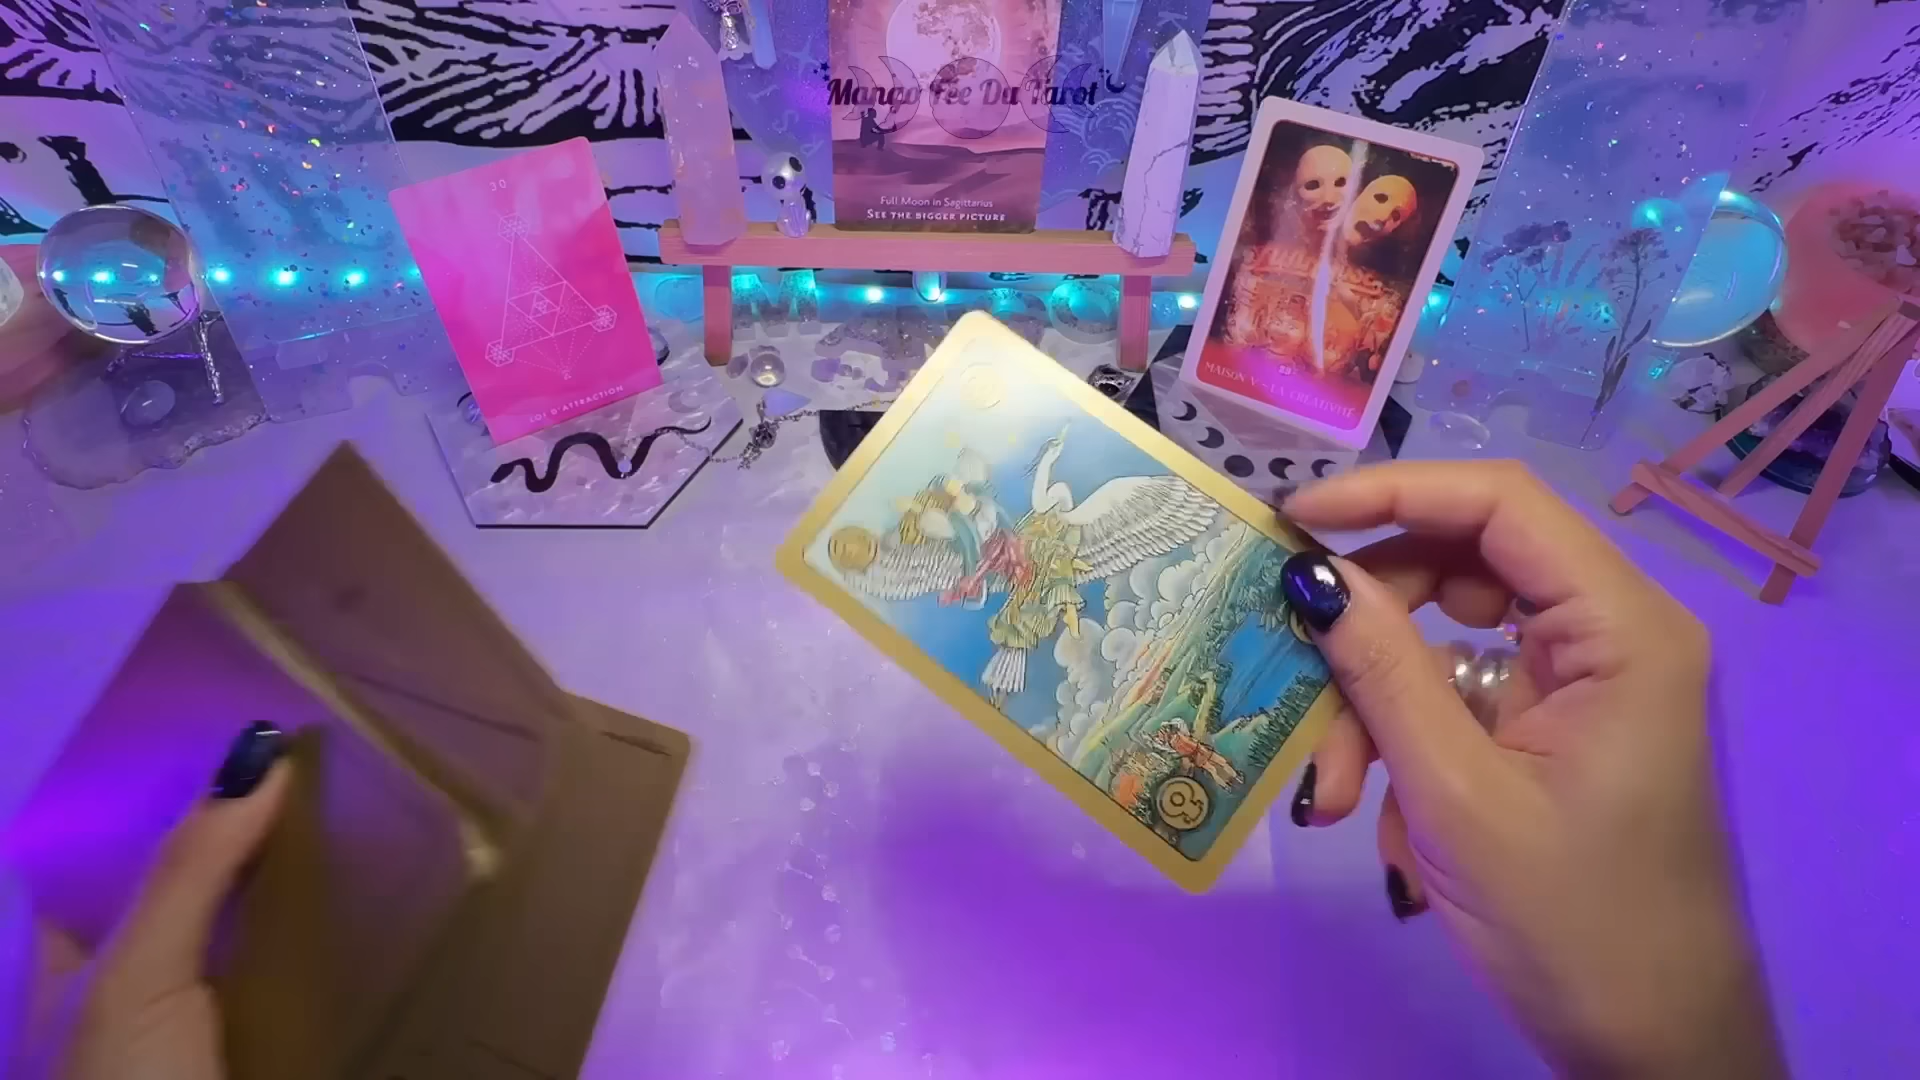 Mango Fée Du Tarot
30
LOI D'ATTRACTION
Full Moon in Sagittarius
SEE THE BIGGER PICTURE
MAISON V - LA CRÉATIVITÉ